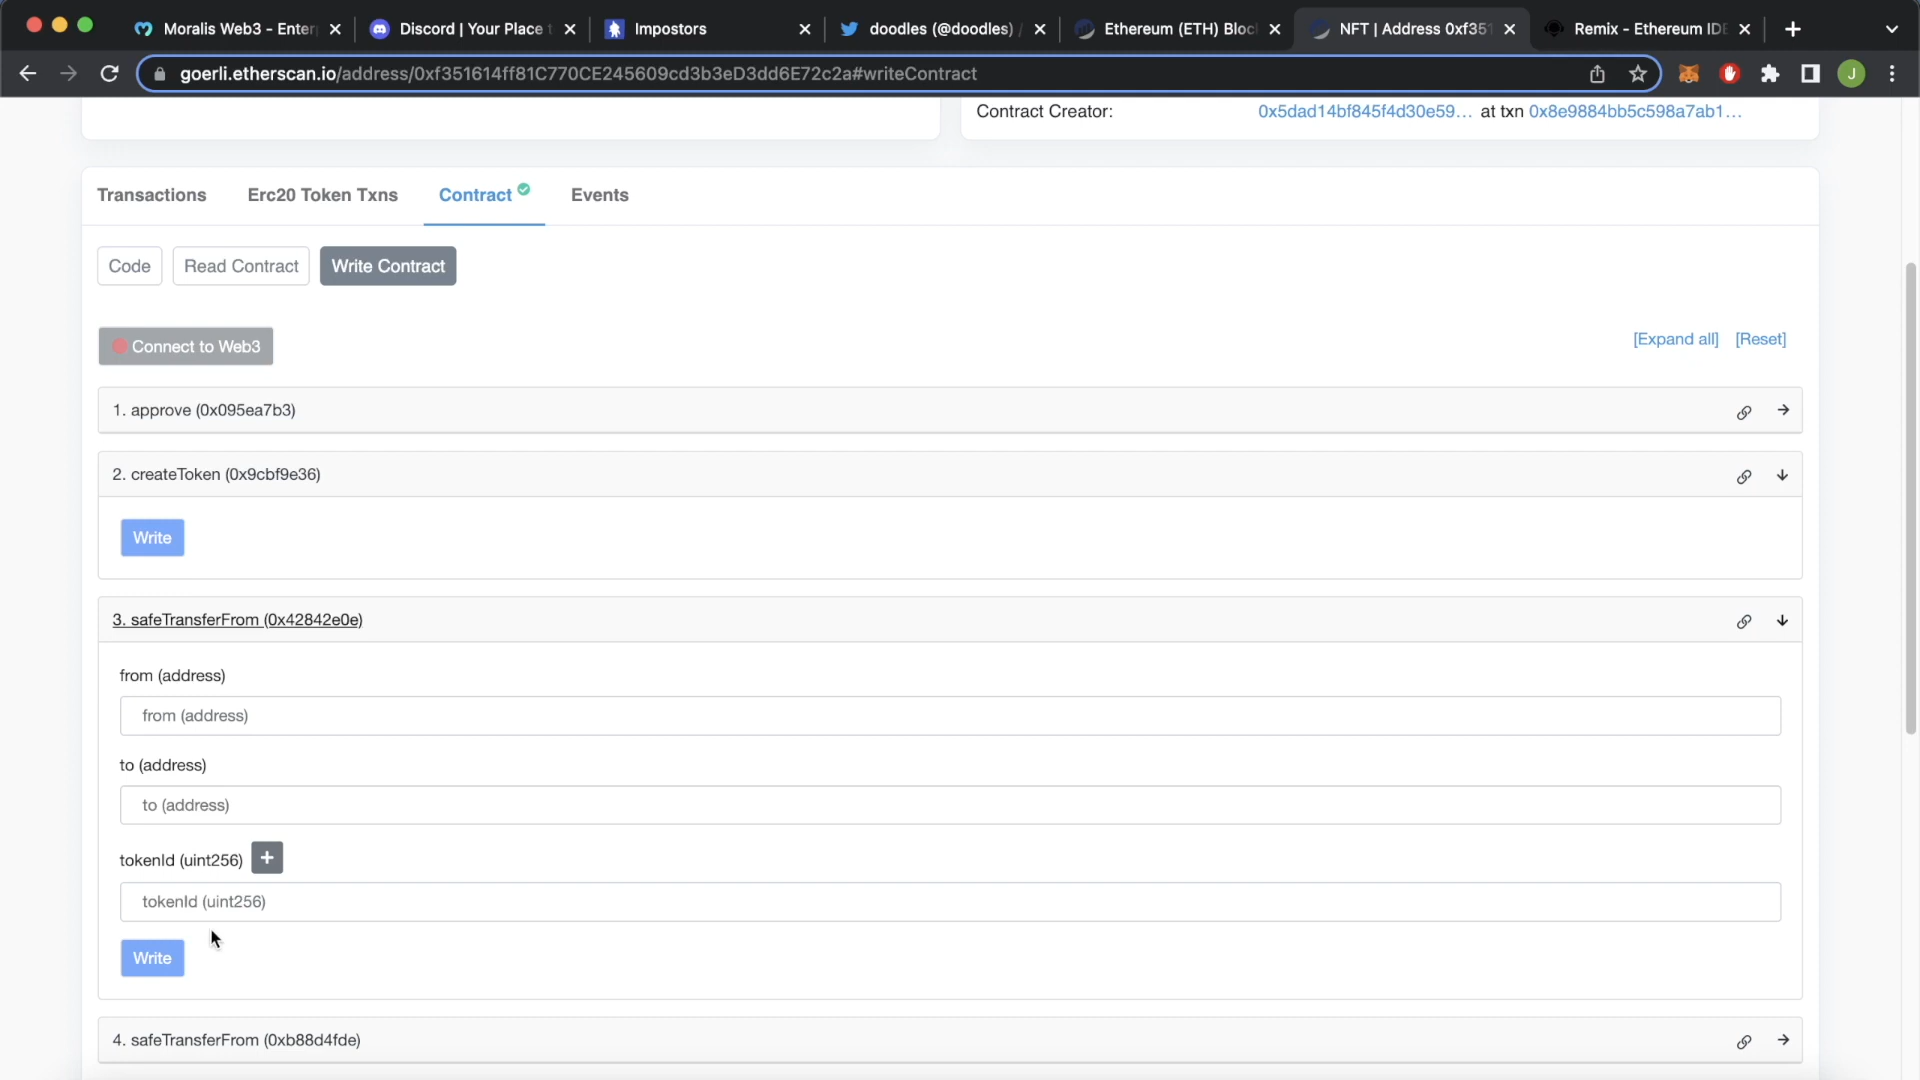 Moralis Web3 - Enter
Discord | Your Place t
Impostors
doodles (@doodles) /
Ethereum (ETH) Bloc
NFT | Address 0xf351
Remix - Ethereum IDE
goerli.etherscan.io/address/0xf351614ff81C770CE245609cd3b3eD3dd6E72c2a#writeContract
J
Contract Creator: 0x5dad14bf845f4d30e59... at txn 0x8e9884bb5c598a7ab1...
Transactions Erc20 Token Txns Contract Events
Code Read Contract Write Contract
Connect to Web3 [Expand all] [Reset]
1. approve (0x095ea7b3)
2. createToken (0x9cbf9e36)
Write
3. safeTransferFrom (0x42842e0e)
from (address)
from (address)
to (address)
to (address)
tokenId (uint256) +
tokenId (uint256)
Write
4. safeTransferFrom (0xb88d4fde)